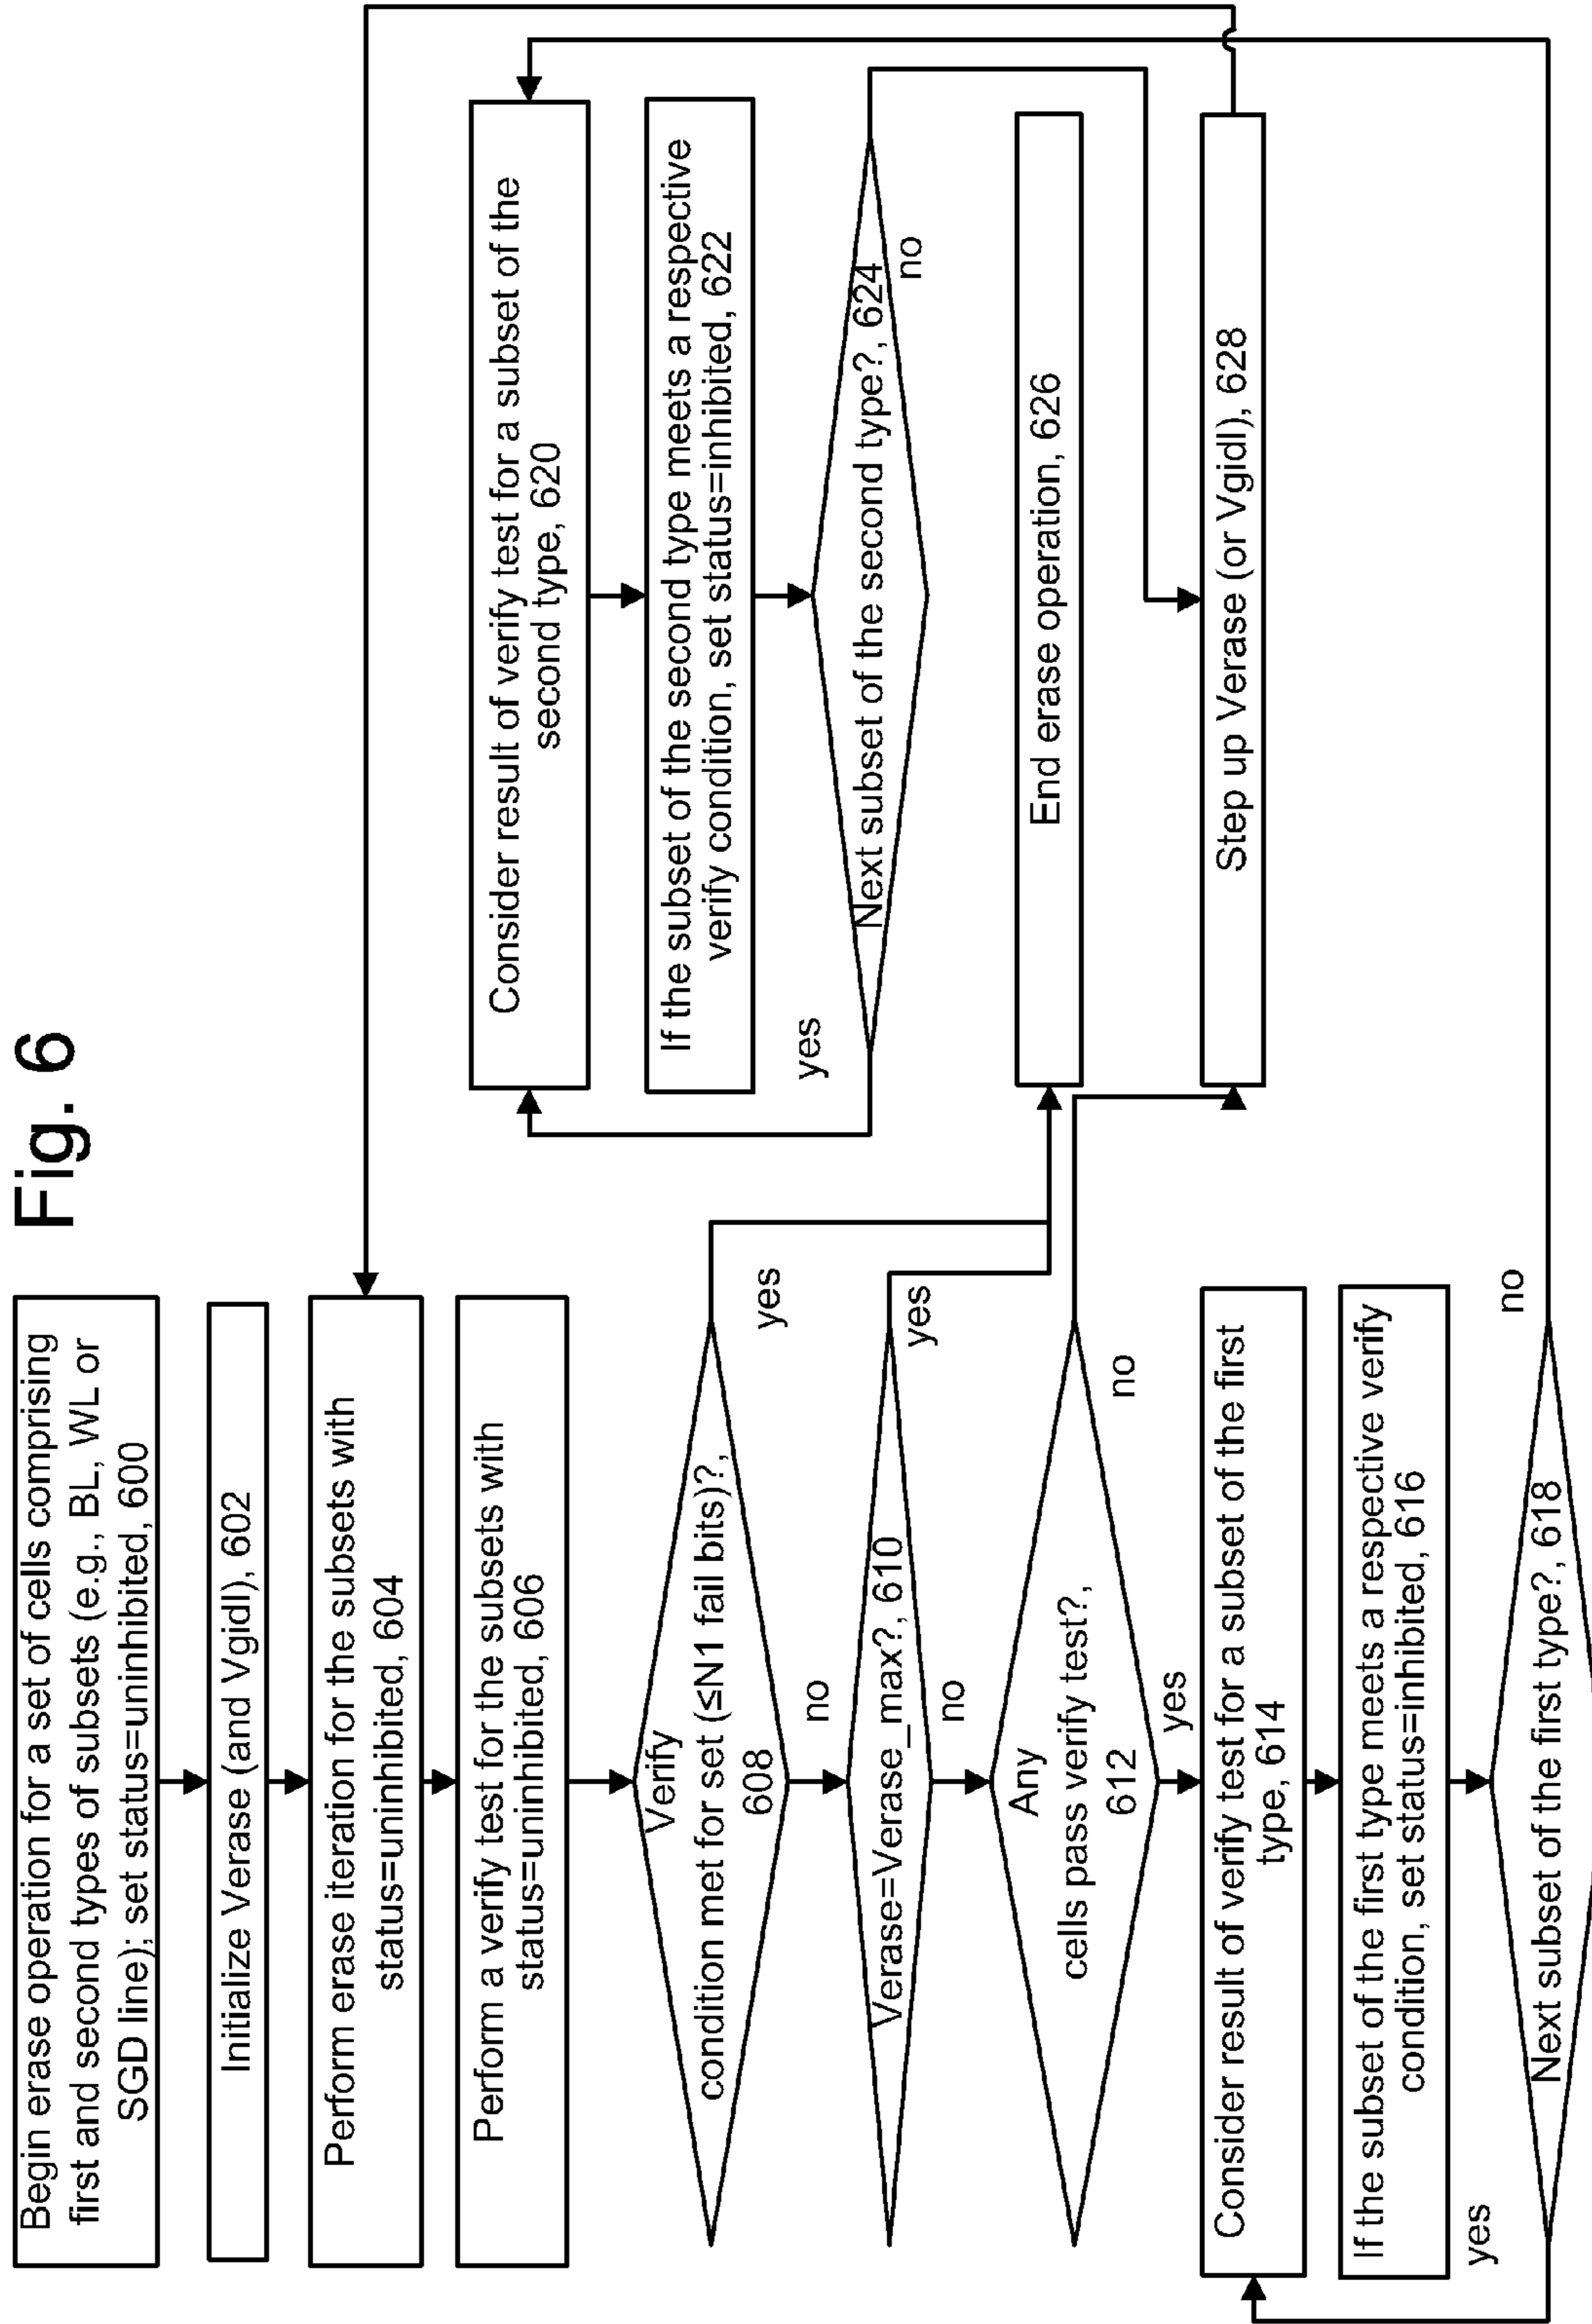 Fig. 6
Begin erase operation for a set of cells comprising
first and second types of subsets (e.g., BL, WL or
SGD line); set status=uninhibited, 600
Initialize Verase (and Vgidl), 602
Perform erase iteration for the subsets with
status=uninhibited, 604
Perform a verify test for the subsets with
status=uninhibited, 606
Verify
condition met for set (≤N1 fail bits)?,
608
yes
no
Verase=Verase_max?, 610
yes
no
Any
cells pass verify test?,
612
no
yes
Consider result of verify test for a subset of the first
type, 614
If the subset of the first type meets a respective verify
condition, set status=inhibited, 616
yes
Next subset of the first type?, 618
no
Consider result of verify test for a subset of the
second type, 620
If the subset of the second type meets a respective
verify condition, set status=inhibited, 622
yes
Next subset of the second type?, 624
no
End erase operation, 626
Step up Verase (or Vgidl), 628